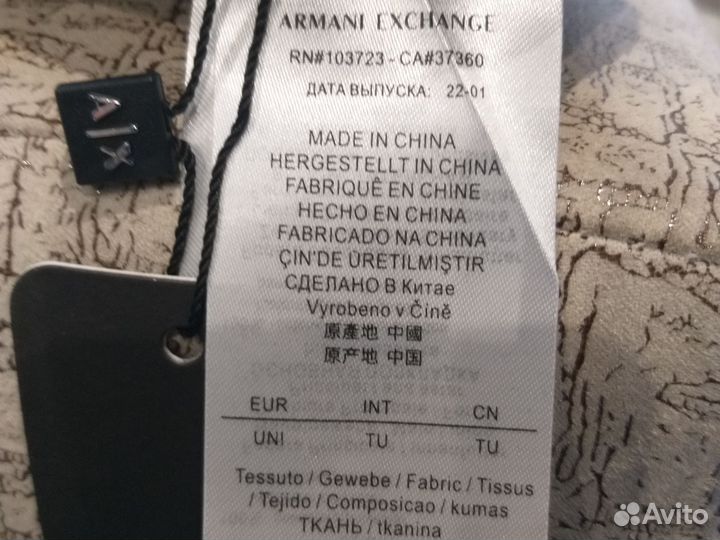 ARMANI EXCHANGE
RN#103723 - CA#37360
ДАТА ВЫПУСКА: 22-01
A|X
MADE IN CHINA
HERGESTELLT IN CHINA
FABRIQUÊ EN CHINE
HECHO EN CHINA
FABRICADO NA CHINA
ÇIN'DE ÜRETILMIŞTIR
СДЕЛАНО В Китае
Vyrobeno v Čině
原產地 中國
原产地 中国
EUR INT CN
UNI TU TU
Tessuto / Gewebe / Fabric / Tissus
/ Tejido / Composicao / kumas
ТКАНЬ / tkanina
Avito